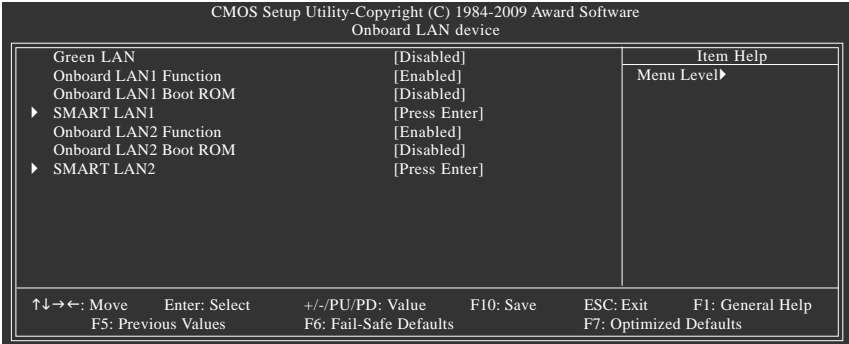 CMOS Setup Utility-Copyright (C) 1984-2009 Award Software
Onboard LAN device
Green LAN [Disabled]
Onboard LAN1 Function [Enabled]
Onboard LAN1 Boot ROM [Disabled]
SMART LAN1 [Press Enter]
Onboard LAN2 Function [Enabled]
Onboard LAN2 Boot ROM [Disabled]
SMART LAN2 [Press Enter]
Item Help
Menu Level
↑↓→←: Move Enter: Select +/-/PU/PD: Value F10: Save ESC: Exit F1: General Help
F5: Previous Values F6: Fail-Safe Defaults F7: Optimized Defaults